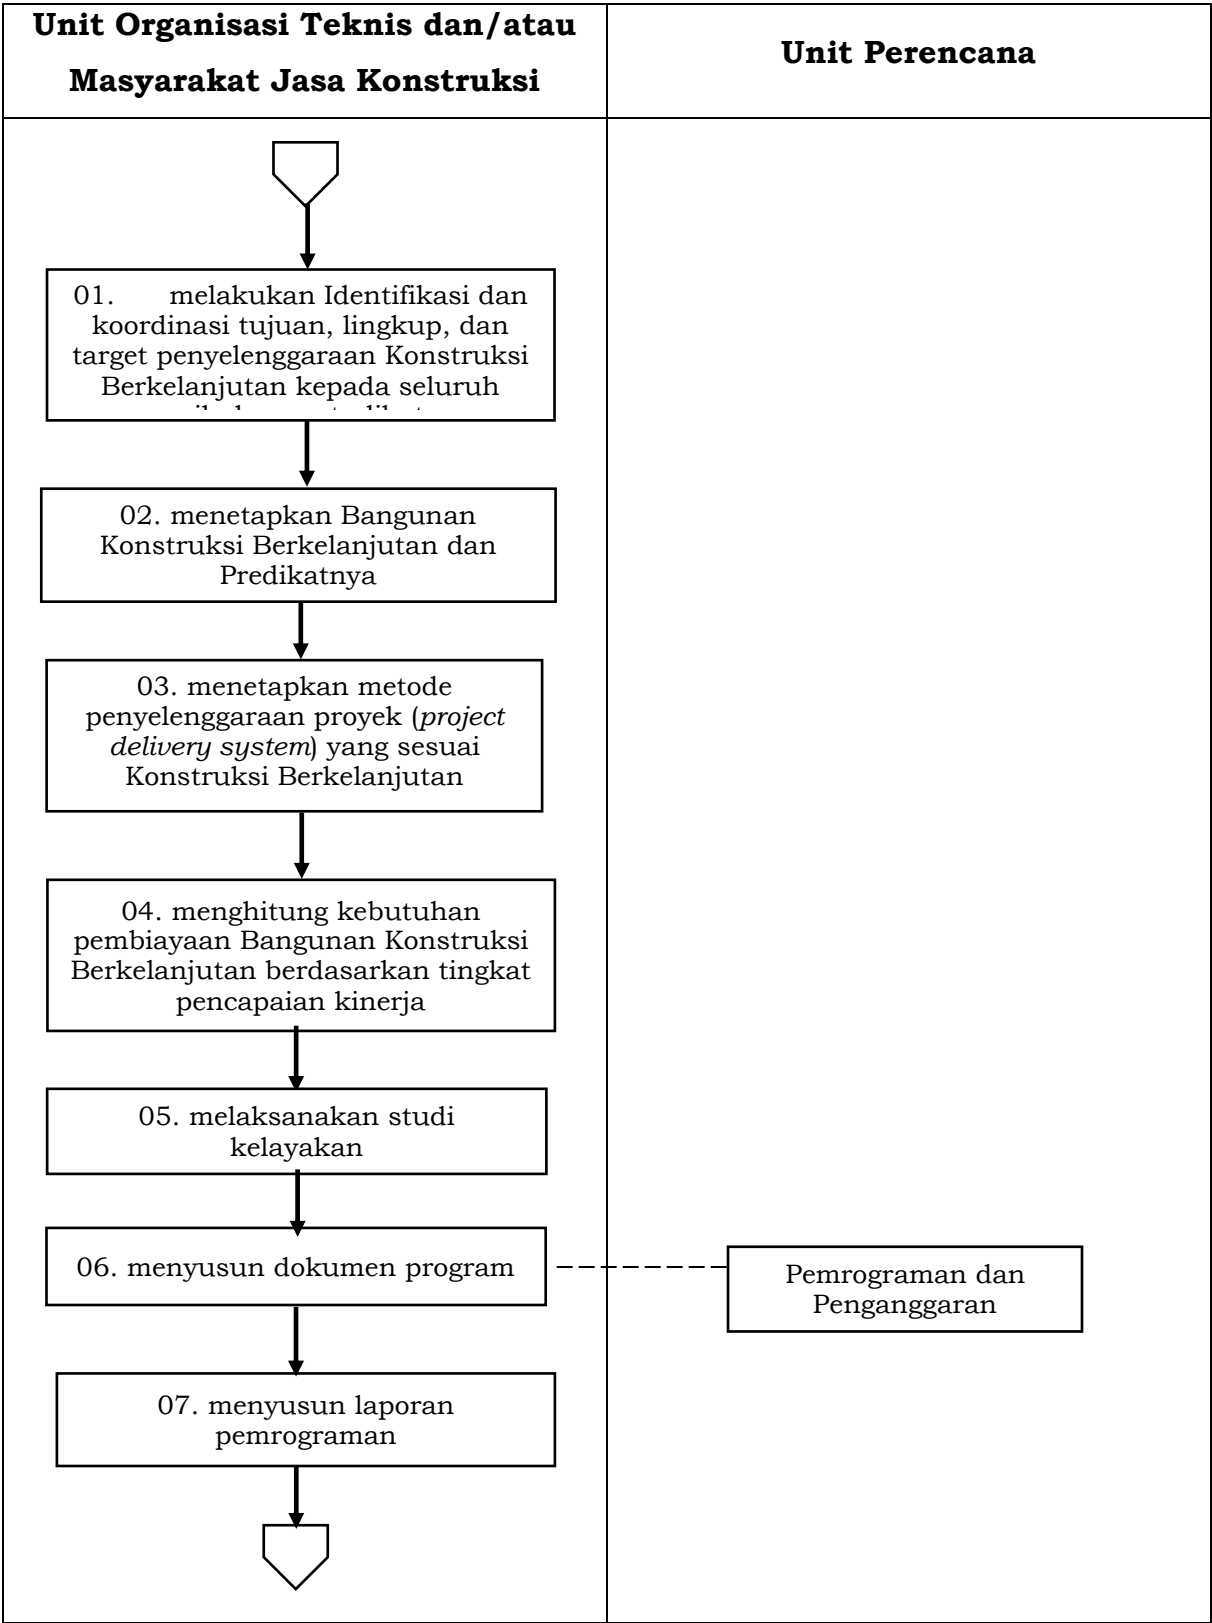 Unit Organisasi Teknis dan/atau
Masyarakat Jasa Konstruksi
Unit Perencana
01. melakukan Identifikasi dan
koordinasi tujuan, lingkup, dan
target penyelenggaraan Konstruksi
Berkelanjutan kepada seluruh
02. menetapkan Bangunan
Konstruksi Berkelanjutan dan
Predikatnya
03. menetapkan metode
penyelenggaraan proyek (project
delivery system) yang sesuai
Konstruksi Berkelanjutan
04. menghitung kebutuhan
pembiayaan Bangunan Konstruksi
Berkelanjutan berdasarkan tingkat
pencapaian kinerja
05. melaksanakan studi
kelayakan
06. menyusun dokumen program
Pemrograman dan
Penganggaran
07. menyusun laporan
pemrograman